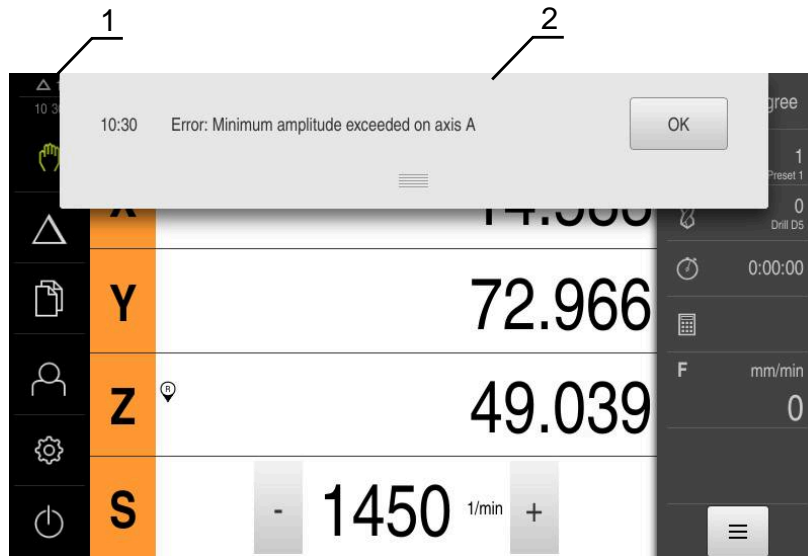 1
2
10:30 Error: Minimum amplitude exceeded on axis A OK
gree
1
Preset 1
X
0
Drill D5
Y 72.966
0:00:00
Z R 49.039
F mm/min
0
S - 1450 1/min +